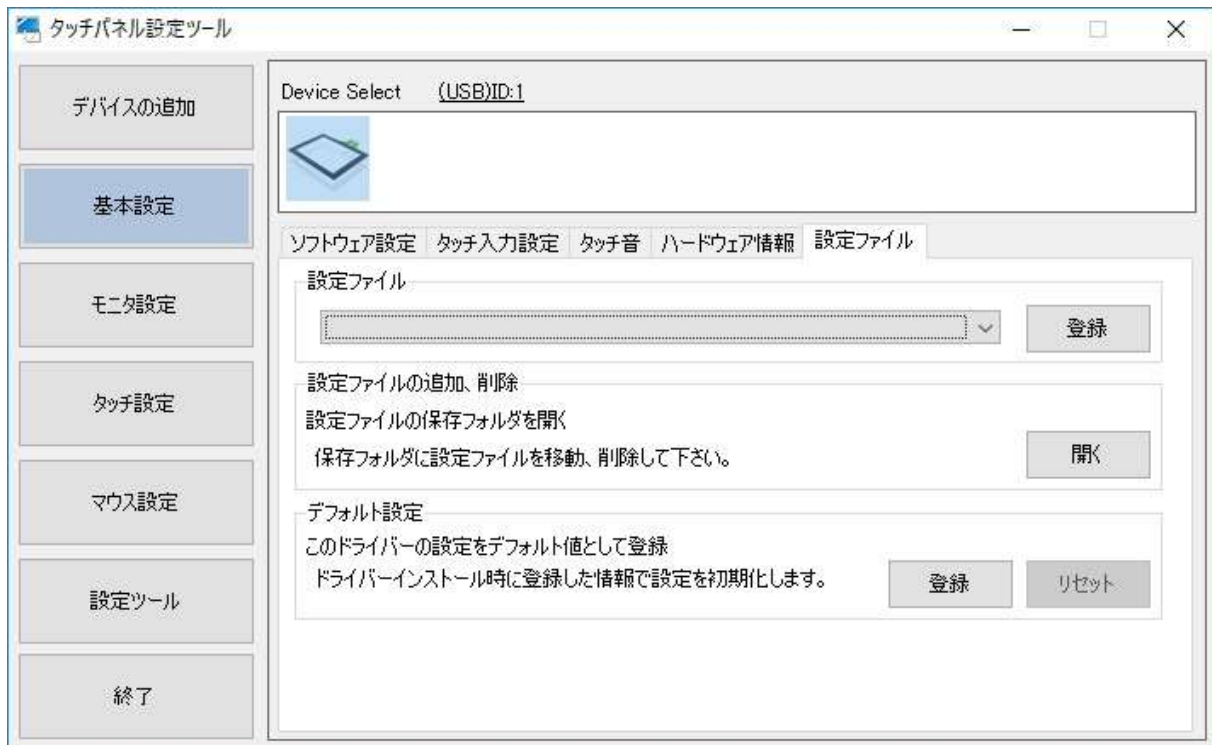 タッチパネル設定ツール
デバイスの追加
基本設定
モニタ設定
タッチ設定
マウス設定
設定ツール
終了
Device Select (USB)ID:1
ソフトウェア設定 タッチ入力設定 タッチ音 ハードウェア情報 設定ファイル
設定ファイル
登録
設定ファイルの追加、削除
設定ファイルの保存フォルダを開く
保存フォルダに設定ファイルを移動、削除して下さい。
開く
デフォルト設定
このドライバーの設定をデフォルト値として登録
ドライバーインストール時に登録した情報で設定を初期化します。
登録 リセット